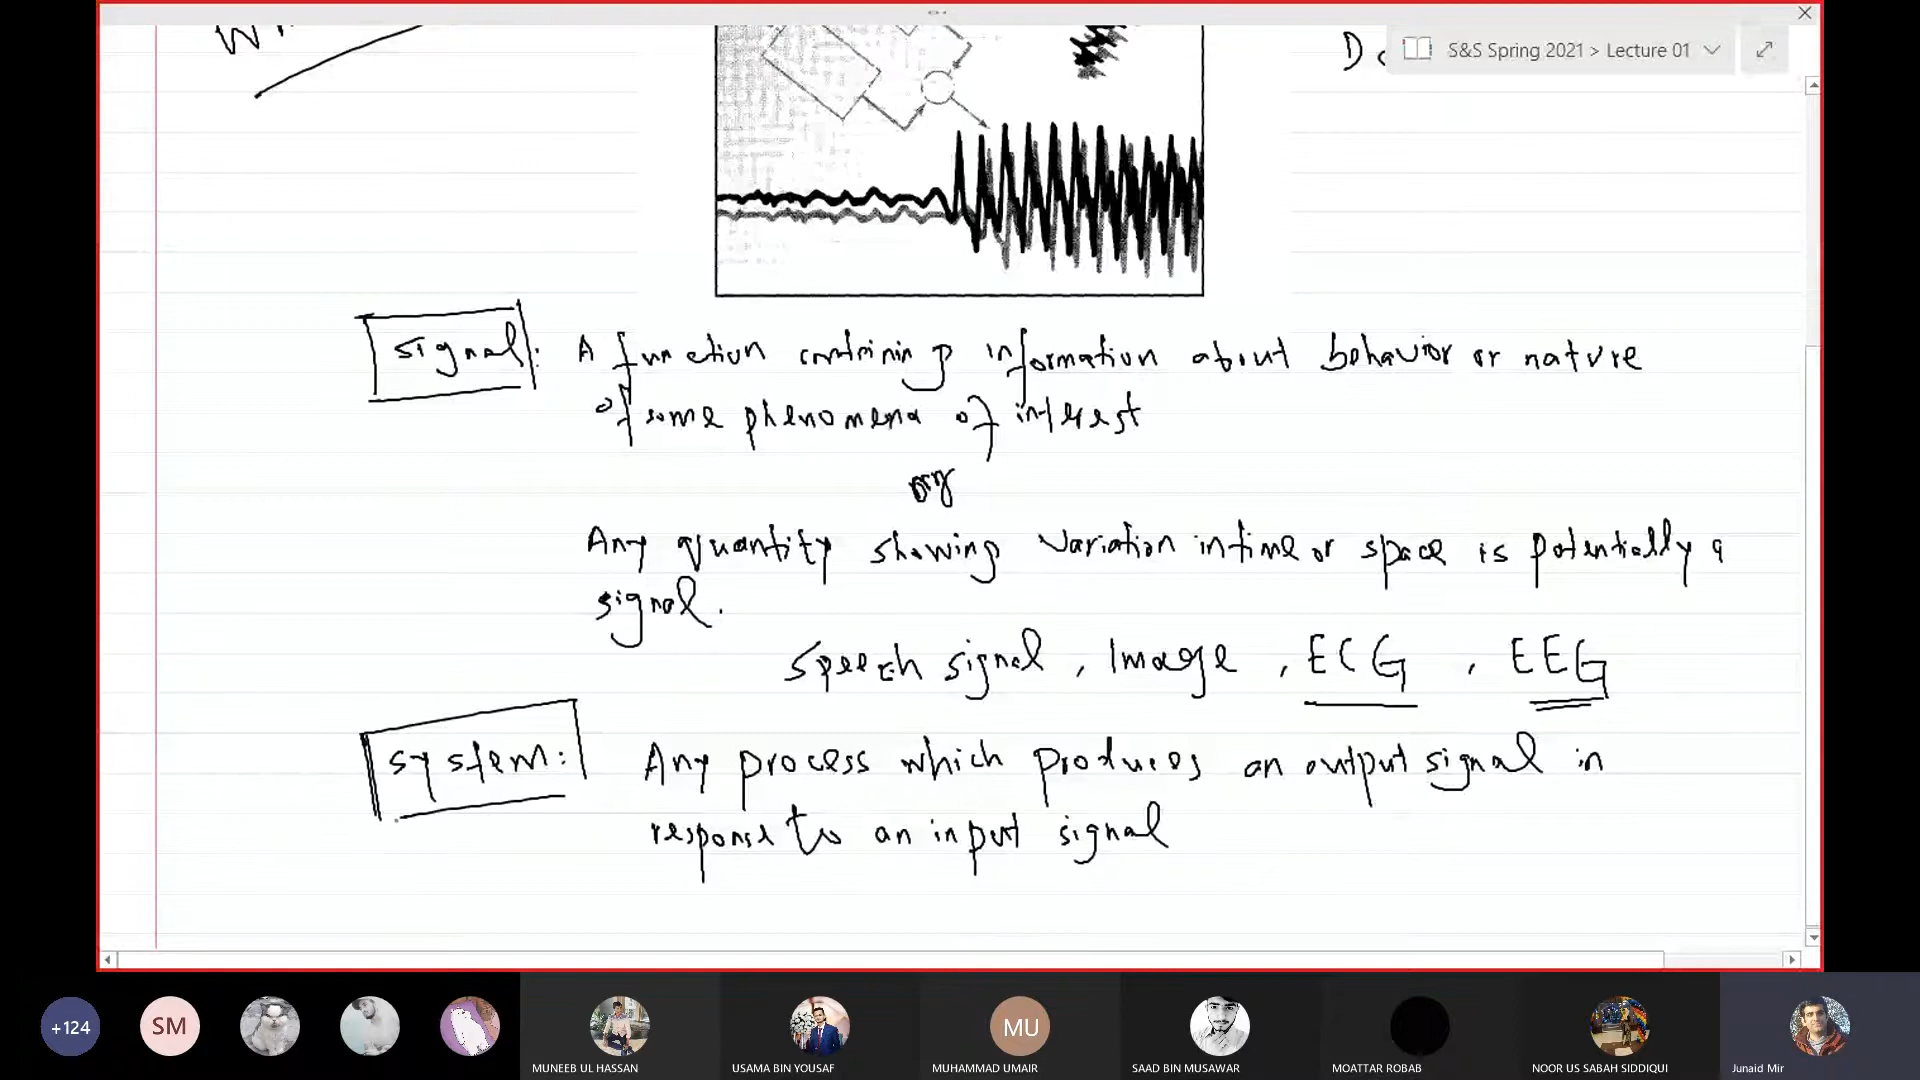 S&S Spring 2021 > Lecture 01
signal: A function containing information about behavior or nature
of some phenomena of interest
or
Any quantity showing variation in time or space is potentially a
signal.
Speech signal, Image, ECG, EEG
system: Any process which produces an output signal in
response to an input signal
+124
SM
MU
MUNEEB UL HASSAN
USAMA BIN YOUSAF
MUHAMMAD UMAIR
SAAD BIN MUSAWAR
MOATTAR ROBAB
NOOR US SABAH SIDDIQUI
Junaid Mir